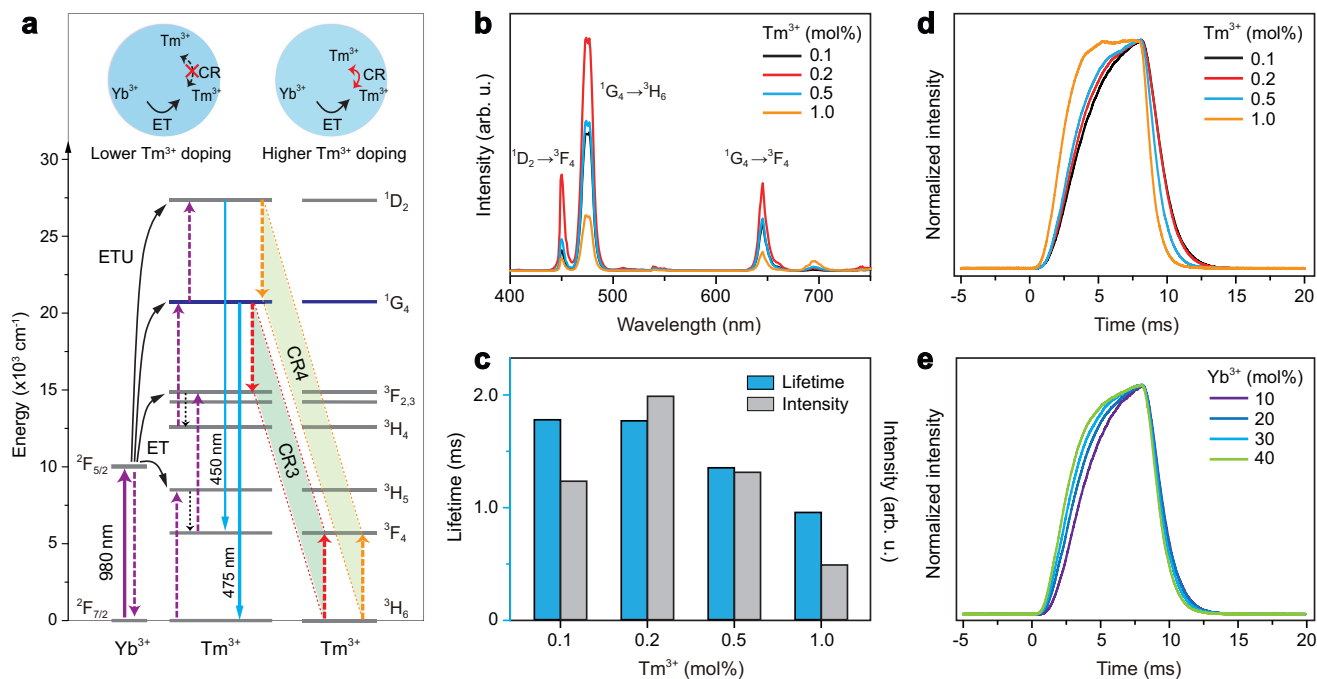 a
Tm³⁺
CR
Yb³⁺
Tm³⁺
ET
Lower Tm³⁺ doping
Tm³⁺
CR
Yb³⁺
Tm³⁺
ET
Higher Tm³⁺ doping
Energy (x10³ cm⁻¹)
30
25
20
15
10
5
0
ETU
ET
²F₅/₂
²F₇/₂
980 nm
450 nm
475 nm
CR3
CR4
¹D₂
¹G₄
³F₂,₃
³H₄
³H₅
³F₄
³H₆
Yb³⁺
Tm³⁺
Tm³⁺
b
Tm³⁺ (mol%)
0.1
0.2
0.5
1.0
¹G₄→³H₆
¹D₂→³F₄
¹G₄→³F₄
Intensity (arb. u.)
400
500
600
700
Wavelength (nm)
c
Lifetime
Intensity
Lifetime (ms)
2.0
1.0
0
Intensity (arb. u.)
0.1
0.2
0.5
1.0
Tm³⁺ (mol%)
d
Tm³⁺ (mol%)
0.1
0.2
0.5
1.0
Normalized intensity
-5
0
5
10
15
20
Time (ms)
e
Yb³⁺ (mol%)
10
20
30
40
Normalized intensity
-5
0
5
10
15
20
Time (ms)